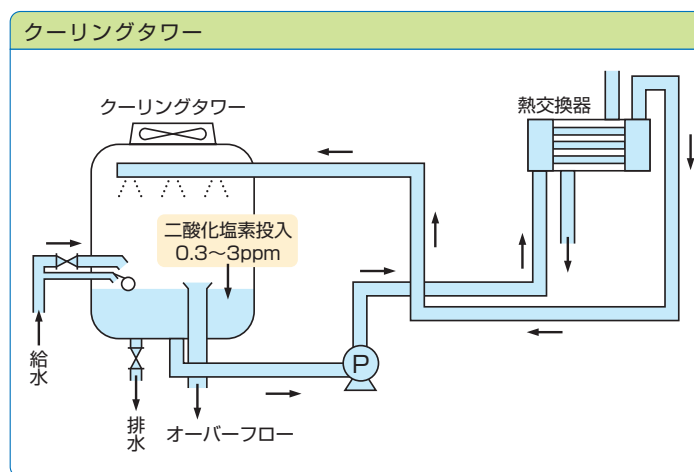 クーリングタワー
クーリングタワー
熱交換器
二酸化塩素投入
0.3～3ppm
P
給水
排水
オーバーフロー